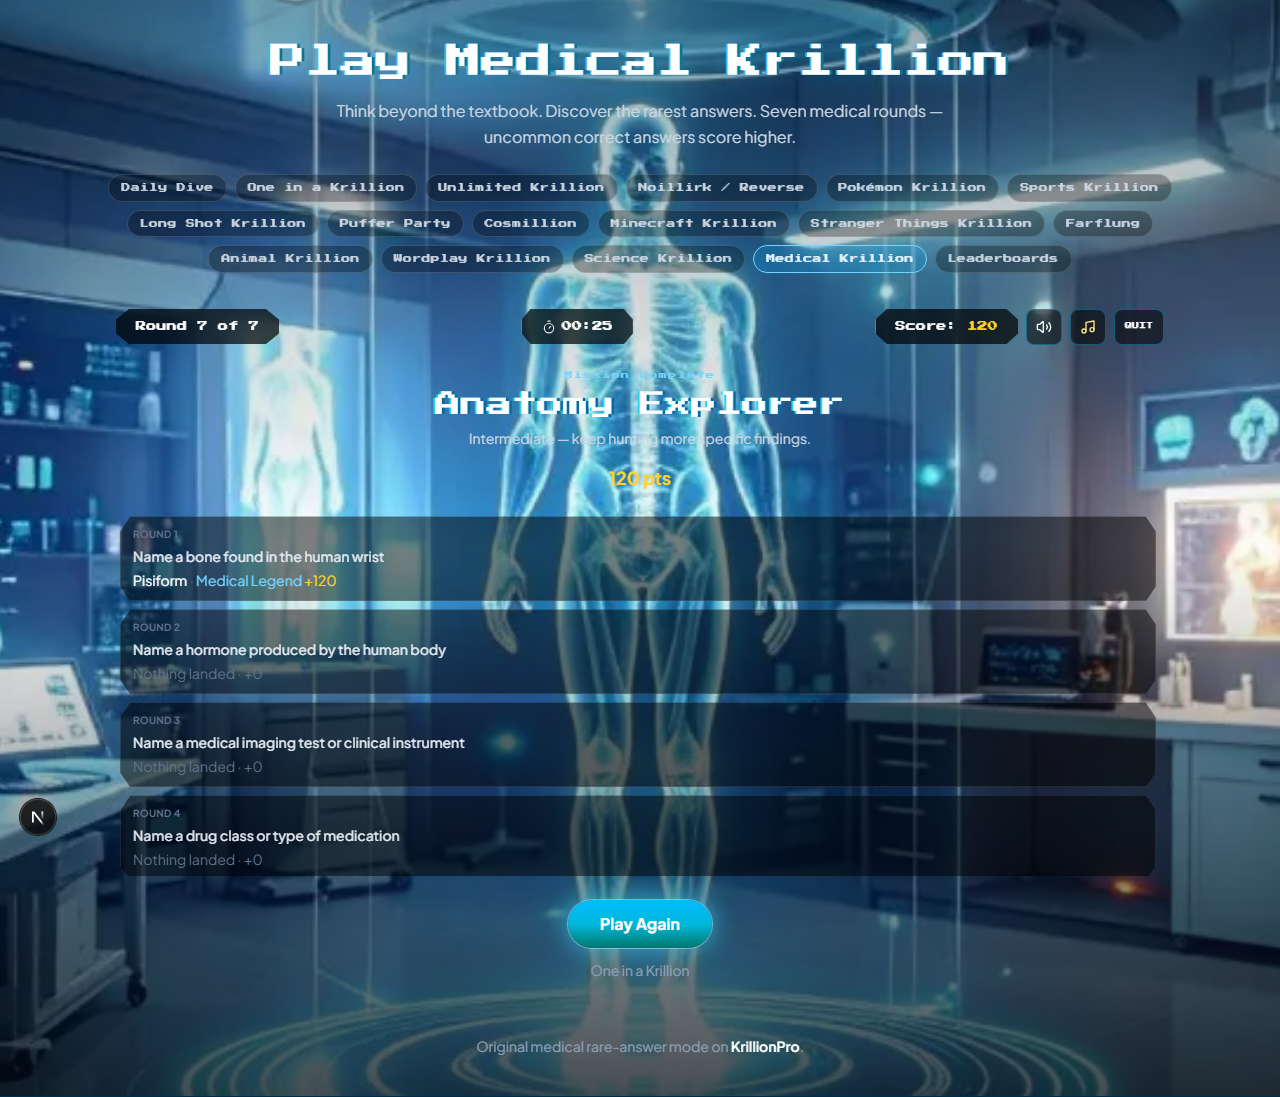 Play Medical Krillion
Think beyond the textbook. Discover the rarest answers. Seven medical rounds —
uncommon correct answers score higher.
Daily Dive
One in a Krillion
Unlimited Krillion
Noillirk / Reverse
Pokémon Krillion
Sports Krillion
Long Shot Krillion
Puffer Party
Cosmillion
Minecraft Krillion
Stranger Things Krillion
Farflung
Animal Krillion
Wordplay Krillion
Science Krillion
Medical Krillion
Leaderboards
Round 7 of 7
00:25
Score: 120
QUIT
Mission Complete
Anatomy Explorer
Intermediate — keep hunting more specific findings.
120 pts
ROUND 1
Name a bone found in the human wrist
Pisiform · Medical Legend +120
ROUND 2
Name a hormone produced by the human body
Nothing landed · +0
ROUND 3
Name a medical imaging test or clinical instrument
Nothing landed · +0
ROUND 4
Name a drug class or type of medication
Nothing landed · +0
N
Play Again
One in a Krillion
Original medical rare-answer mode on KrillionPro.